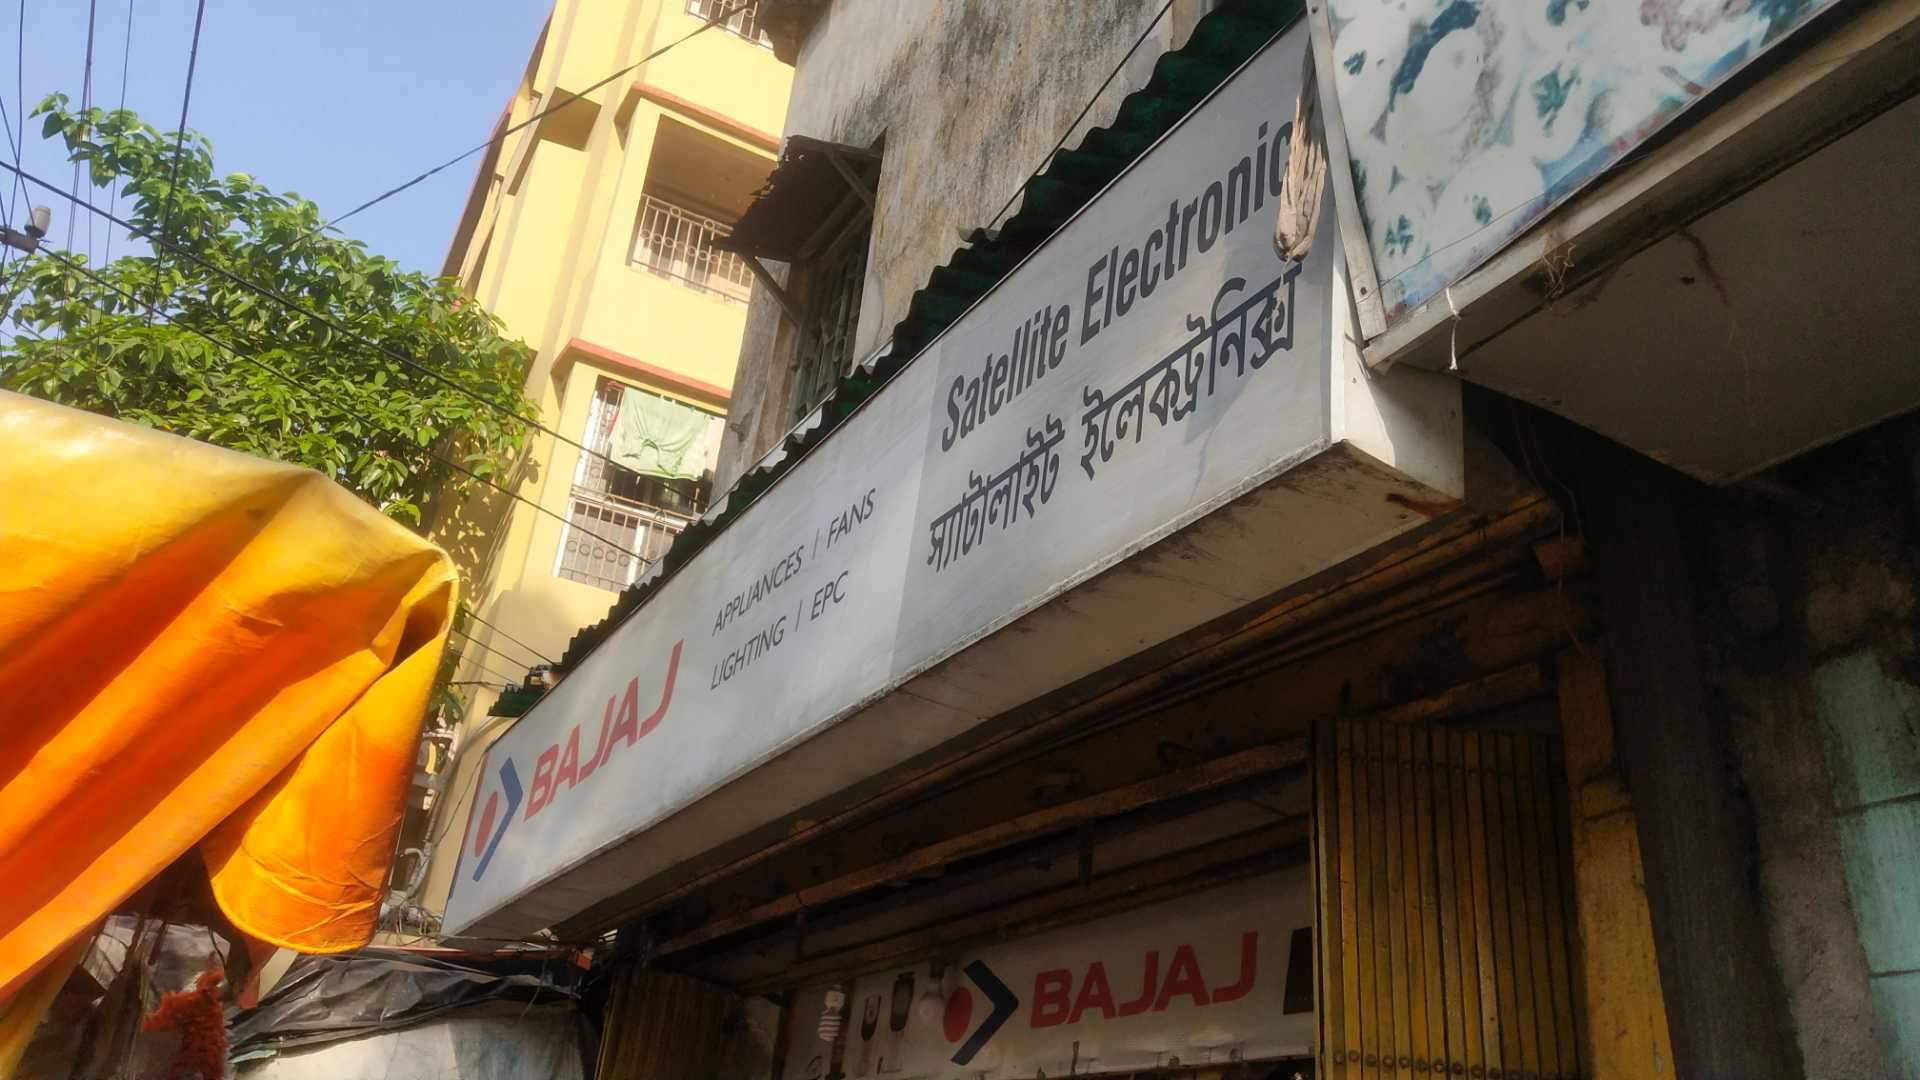 BAJAJ
APPLIANCES | FANS
LIGHTING | EPC
Satellite Electronic
স্যাটালাইট ইলেকট্রনিক্স
BAJAJ